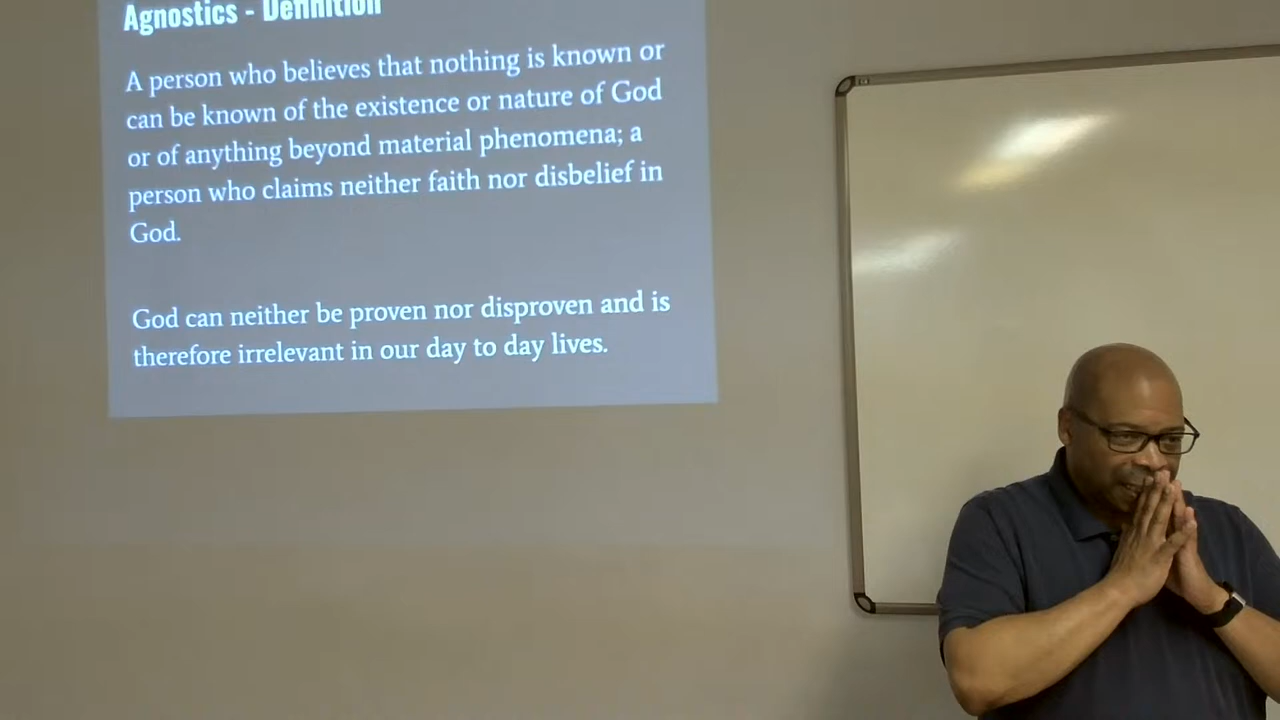 Agnostics - Definition
A person who believes that nothing is known or
can be known of the existence or nature of God
or of anything beyond material phenomena; a
person who claims neither faith nor disbelief in
God.
God can neither be proven nor disproven and is
therefore irrelevant in our day to day lives.